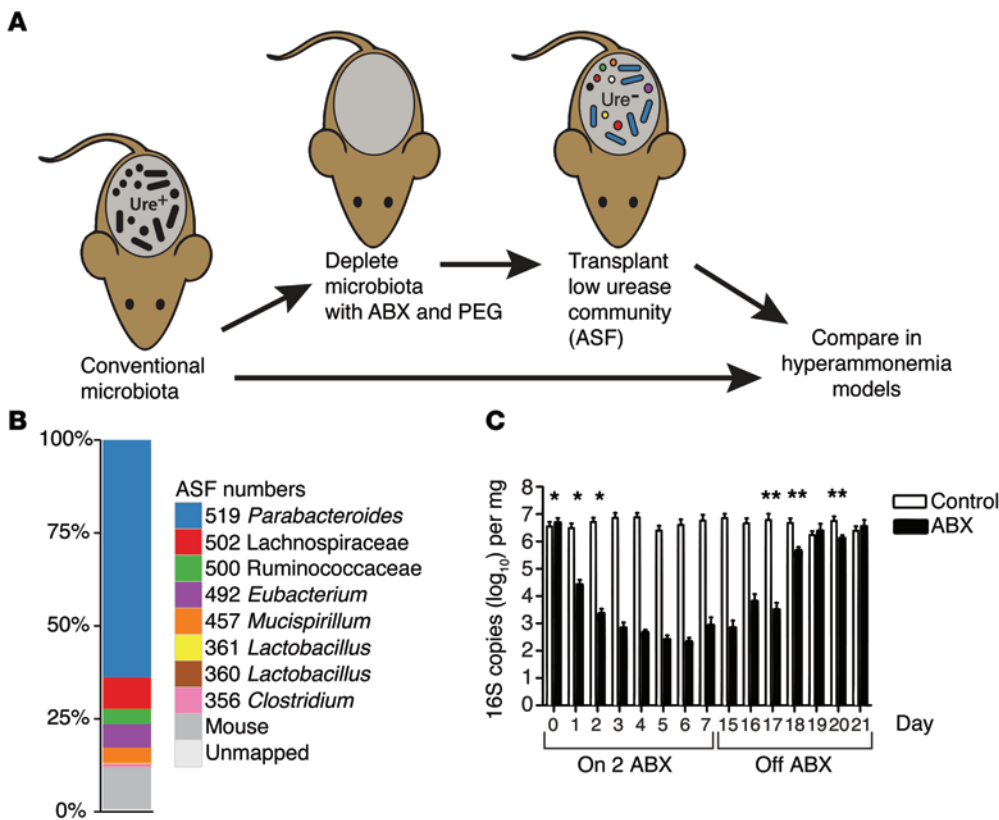 A
Ure+
Deplete
microbiota
with ABX and PEG
Ure−
Transplant
low urease
community
(ASF)
Conventional
microbiota
Compare in
hyperammonemia
models
B
100%
75%
50%
25%
0%
ASF numbers
519 Parabacteroides
502 Lachnospiraceae
500 Ruminococcaceae
492 Eubacterium
457 Mucispirillum
361 Lactobacillus
360 Lactobacillus
356 Clostridium
Mouse
Unmapped
C
16S copies (log10) per mg
8
7
6
5
4
3
2
1
0
* * * ** ** **
Control
ABX
0 1 2 3 4 5 6 7 15 16 17 18 19 20 21 Day
On 2 ABX Off ABX